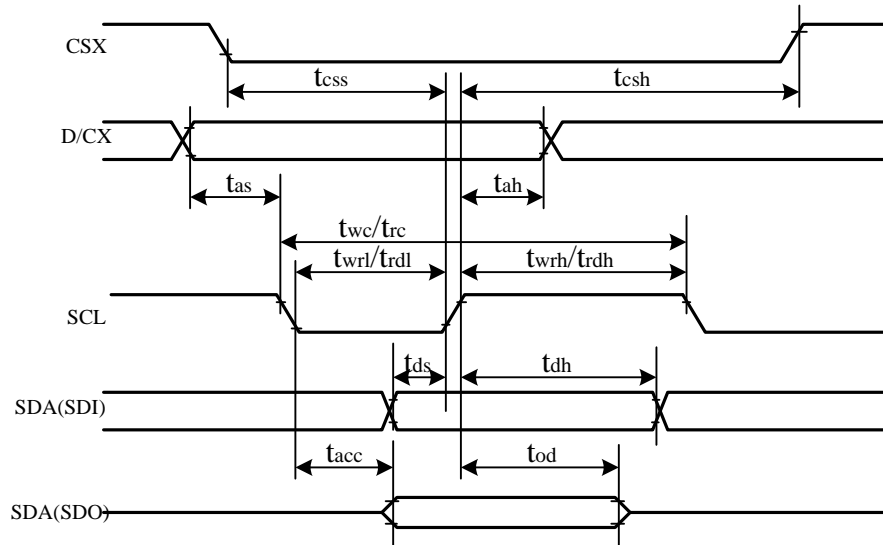 CSX
tcss
tcsh
D/CX
tas
tah
twc/trc
twrl/trdl
twrh/trdh
SCL
tds
tdh
SDA(SDI)
tacc
tod
SDA(SDO)